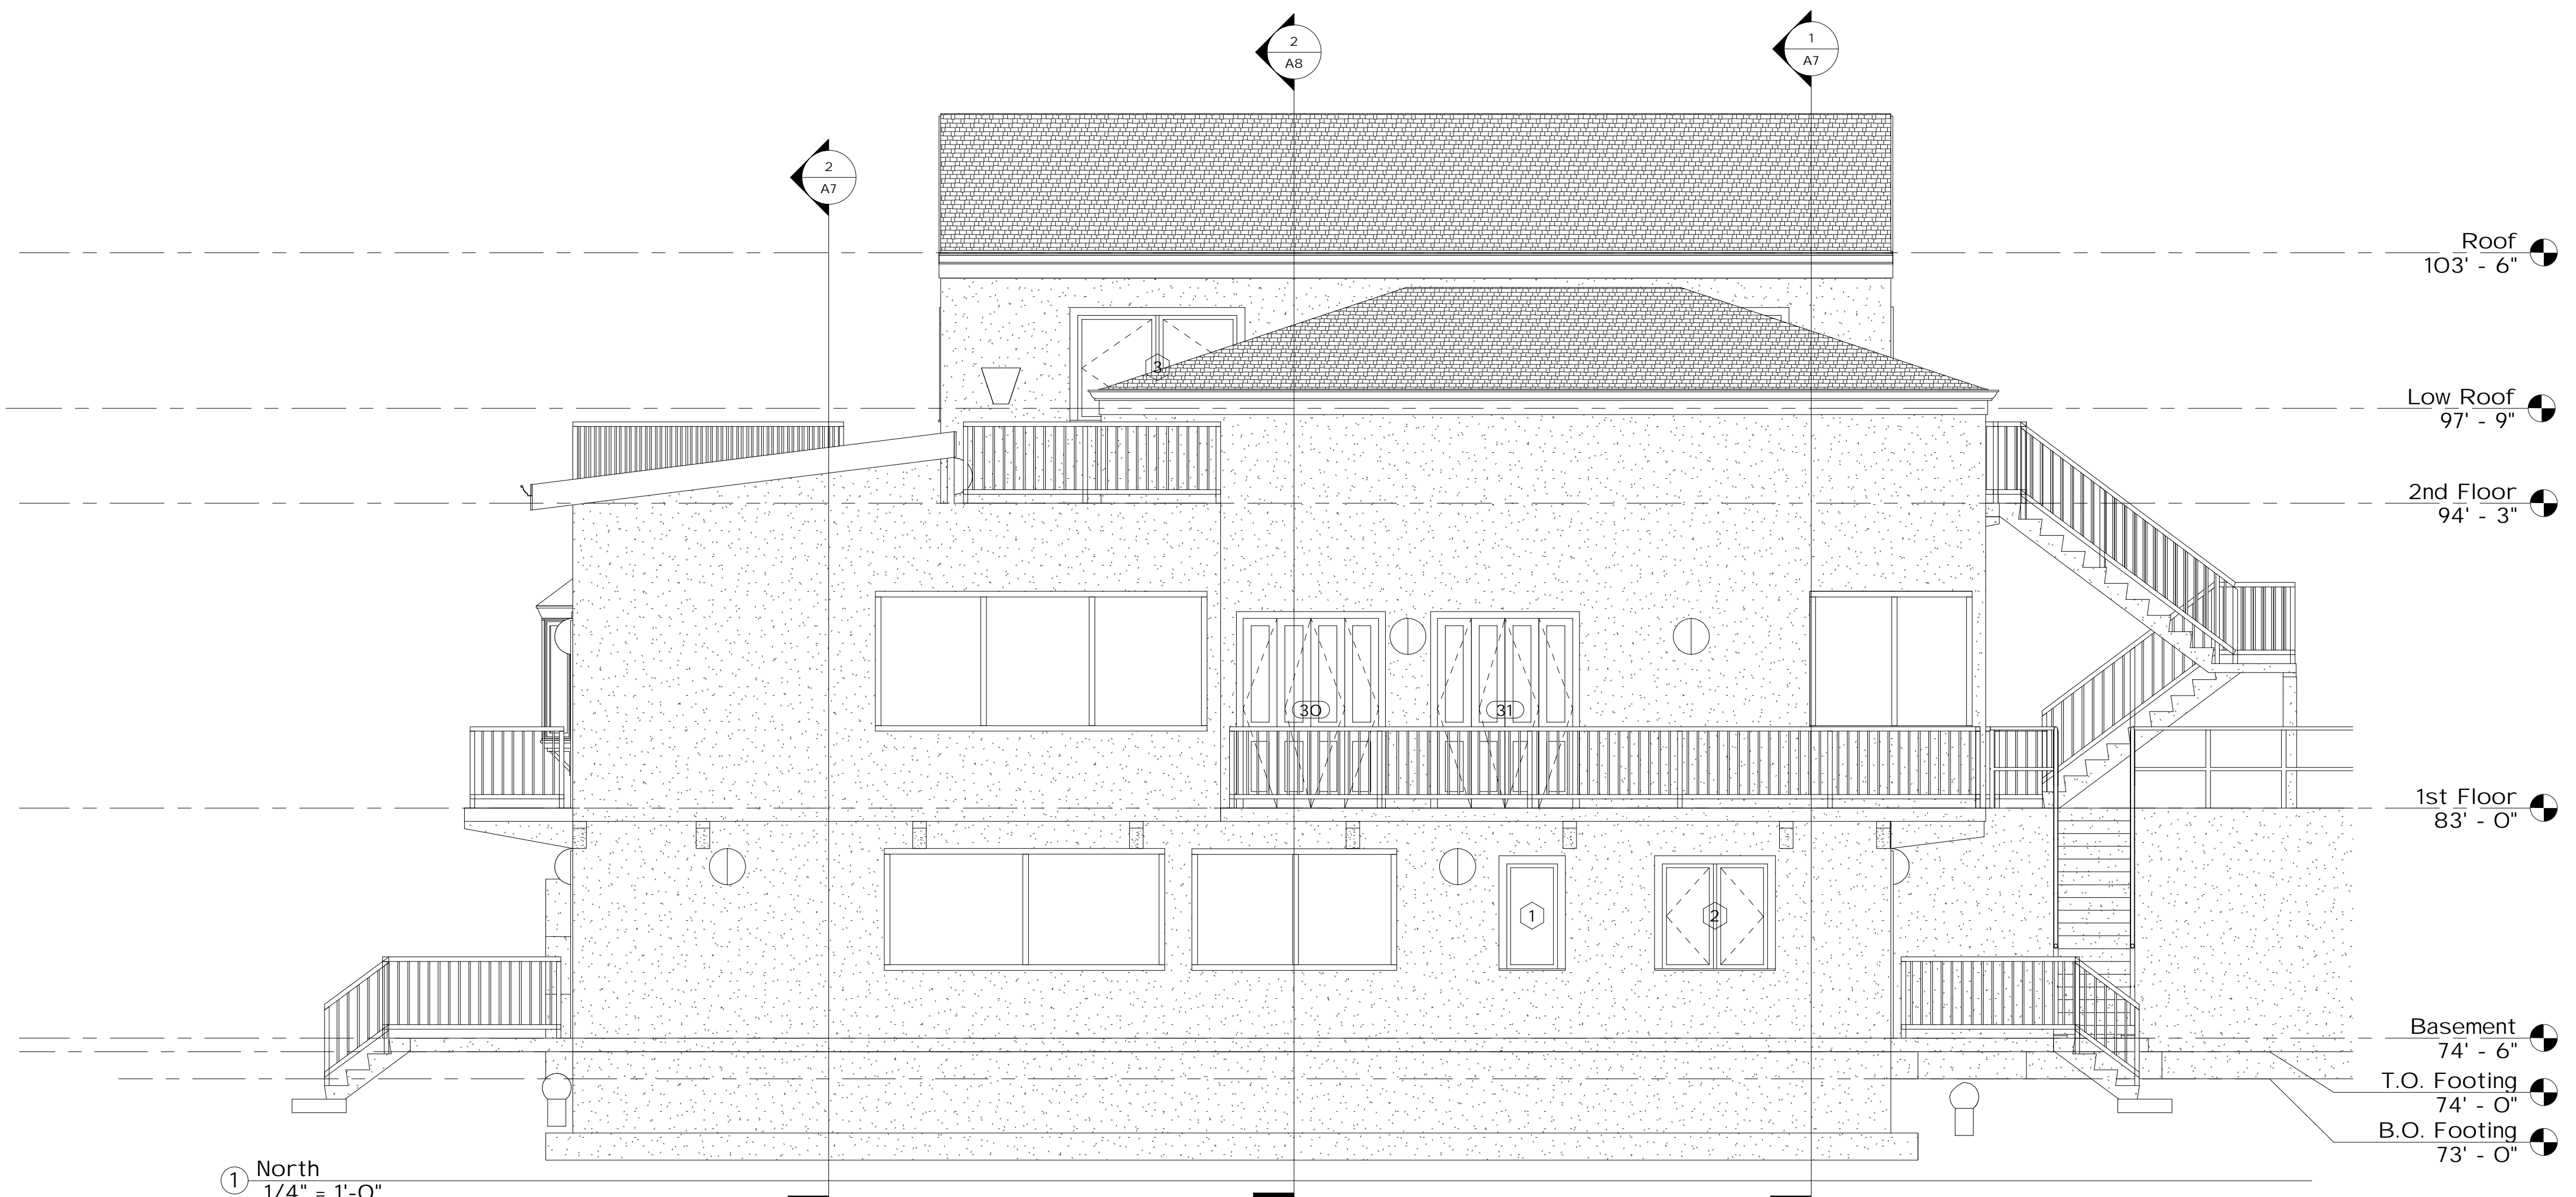 2
A8
1
A7
2
A7
Roof
103' - 6"
3
Low Roof
97' - 9"
2nd Floor
94' - 3"
30
31
1st Floor
83' - 0"
1
2
Basement
74' - 6"
T.O. Footing
74' - 0"
B.O. Footing
73' - 0"
1
North
1/4" = 1'-0"